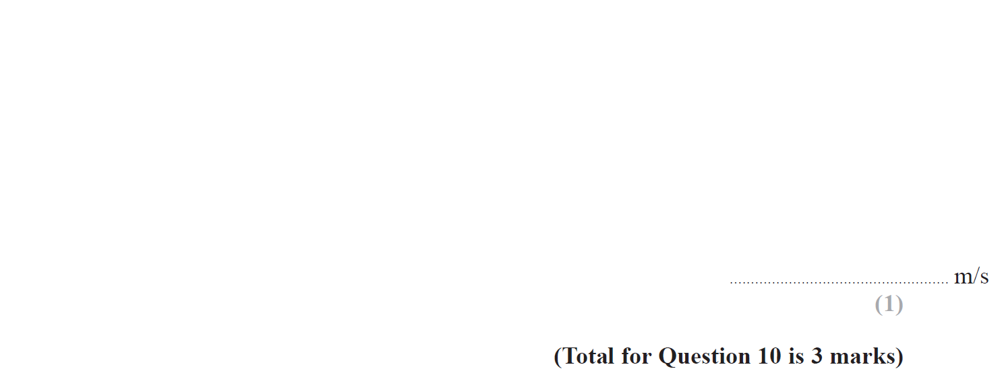 ................................................... m/s
(1)
(Total for Question 10 is 3 marks)